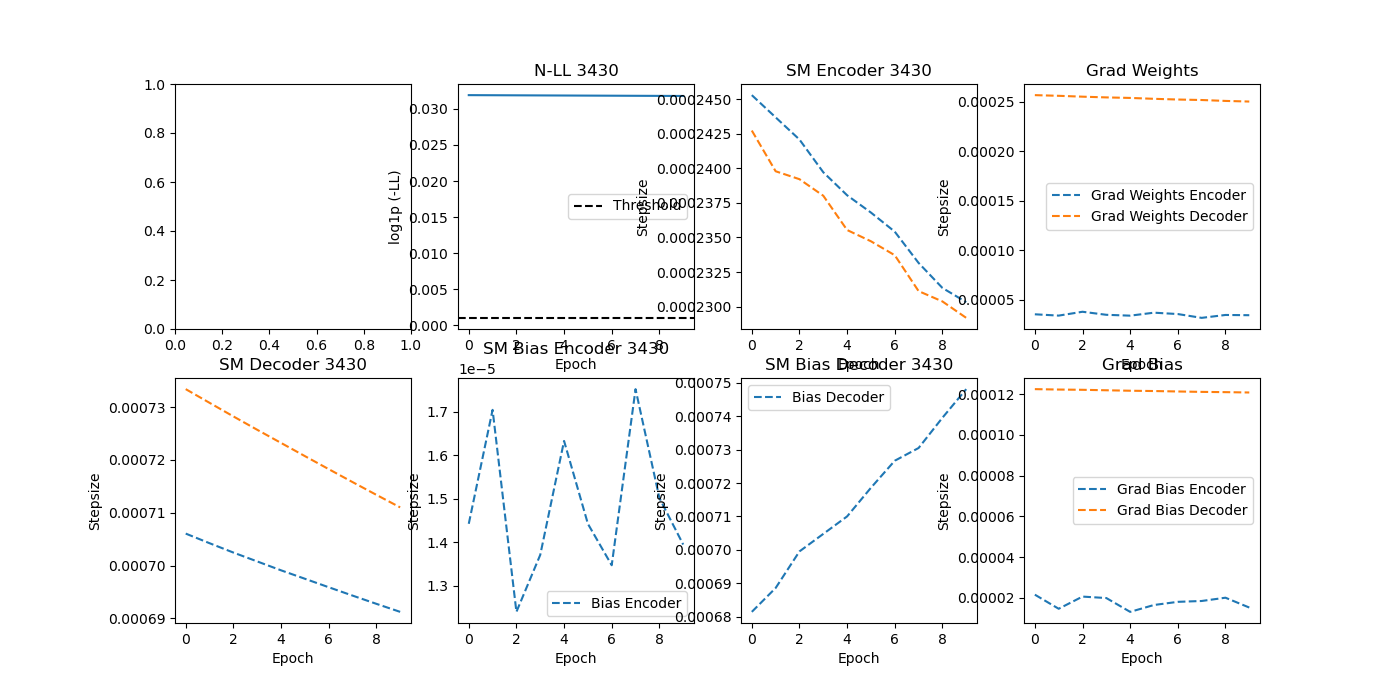 N-LL 3430
SM Encoder 3430
Grad Weights
1.0
0.8
0.6
0.4
0.2
0.0
0.0 0.2 0.4 0.6 0.8 1.0
log1p (-LL)
0.030
0.025
0.020
0.015
0.010
0.005
0.000
Threshold
0 2 4 6 8
Epoch
Stepsize
0.0002450
0.0002425
0.0002400
0.0002375
0.0002350
0.0002325
0.0002300
0 2 4 6 8
Epoch
Stepsize
0.00025
0.00020
0.00015
0.00010
0.00005
Grad Weights Encoder
Grad Weights Decoder
0 2 4 6 8
Epoch
SM Decoder 3430
SM Bias Encoder 3430
SM Bias Decoder 3430
Grad Bias
Stepsize
0.00073
0.00072
0.00071
0.00070
0.00069
0 2 4 6 8
Epoch
1e−5
Stepsize
1.7
1.6
1.5
1.4
1.3
Bias Encoder
0 2 4 6 8
Epoch
Stepsize
0.00075
0.00074
0.00073
0.00072
0.00071
0.00070
0.00069
0.00068
Bias Decoder
0 2 4 6 8
Epoch
Stepsize
0.00012
0.00010
0.00008
0.00006
0.00004
0.00002
Grad Bias Encoder
Grad Bias Decoder
0 2 4 6 8
Epoch